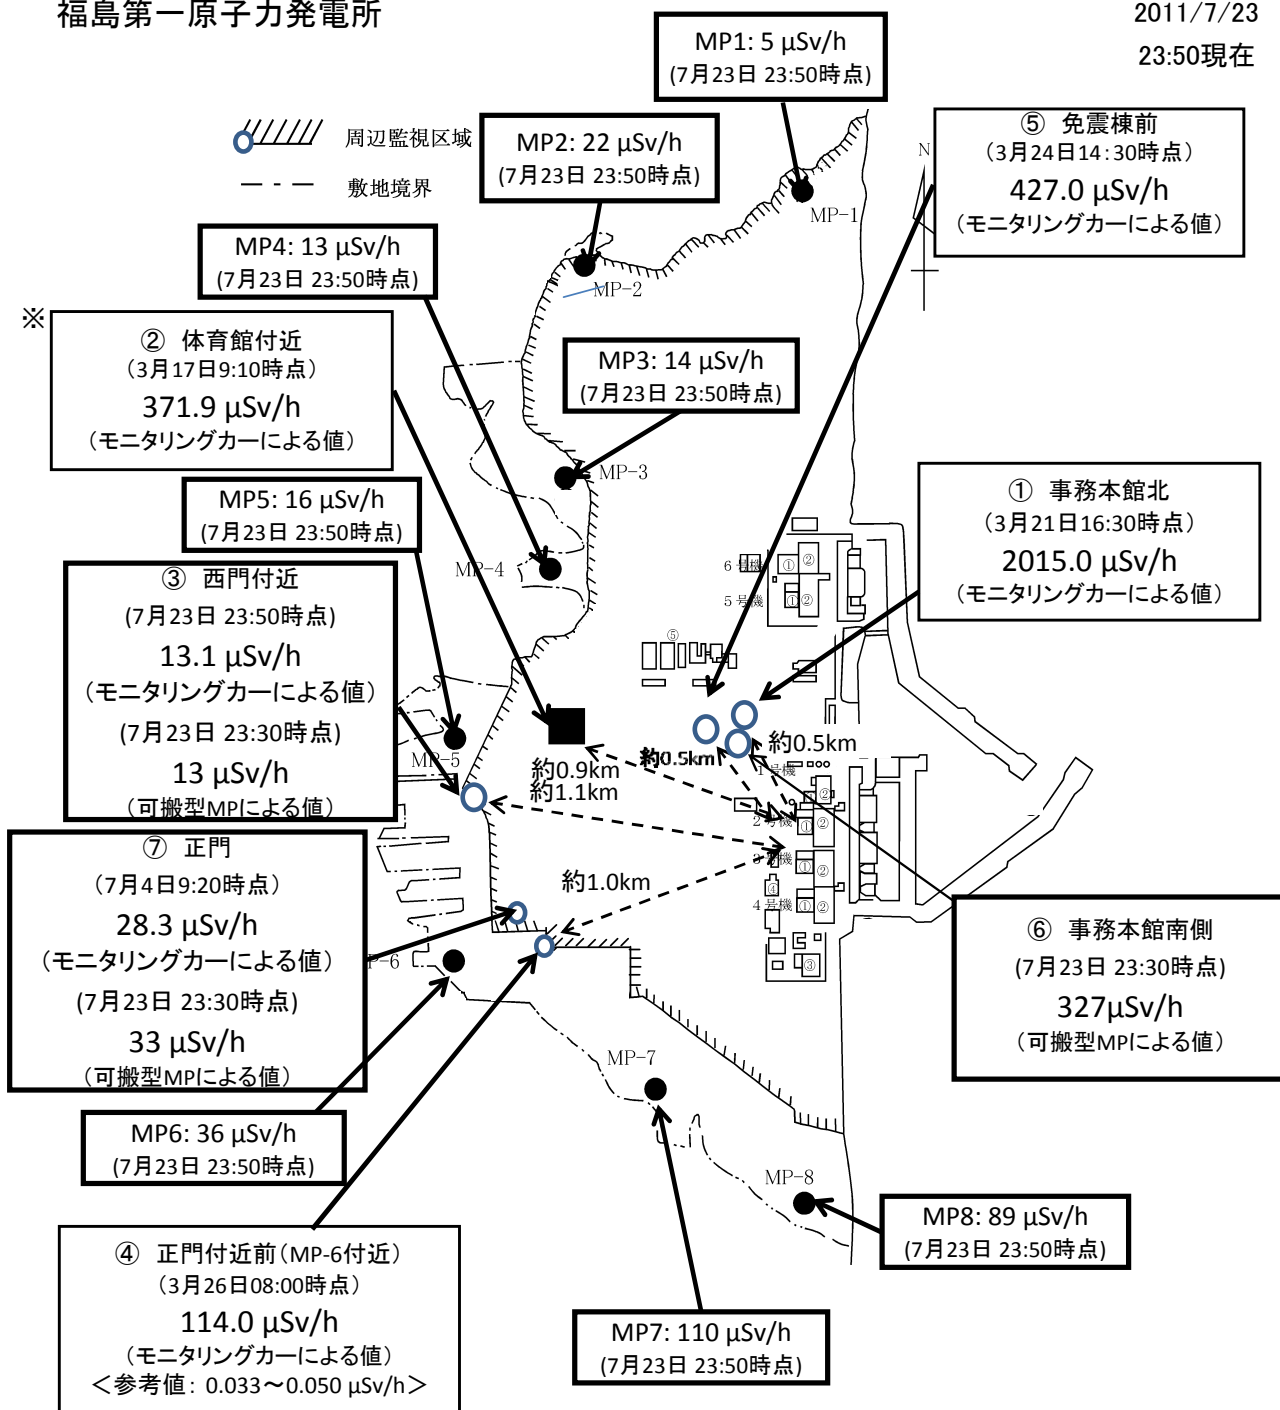 福島第一原子力発電所
2011/7/23
23:50現在
MP1: 5 μSv/h
(7月23日 23:50時点)
周辺監視区域
敷地境界
MP2: 22 μSv/h
(7月23日 23:50時点)
⑤ 免震棟前
(3月24日14:30時点)
427.0 μSv/h
(モニタリングカーによる値)
N
MP-1
MP4: 13 μSv/h
(7月23日 23:50時点)
MP-2
※
② 体育館付近
(3月17日9:10時点)
371.9 μSv/h
(モニタリングカーによる値)
MP3: 14 μSv/h
(7月23日 23:50時点)
MP-3
MP5: 16 μSv/h
(7月23日 23:50時点)
① 事務本館北
(3月21日16:30時点)
2015.0 μSv/h
(モニタリングカーによる値)
MP-4
6号機
① ②
5号機
① ②
③ 西門付近
(7月23日 23:50時点)
13.1 μSv/h
(モニタリングカーによる値)
(7月23日 23:30時点)
13 μSv/h
(可搬型MPによる値)
⑤
MP-5
約0.9km
約1.1km
約0.5km
約0.5km
1号機
②
2号機
① ②
3号機
① ②
④
4号機
① ②
③
約1.0km
⑦ 正門
(7月4日9:20時点)
28.3 μSv/h
(モニタリングカーによる値)
(7月23日 23:30時点)
33 μSv/h
(可搬型MPによる値)
P-6
⑥ 事務本館南側
(7月23日 23:30時点)
327μSv/h
(可搬型MPによる値)
MP-7
MP6: 36 μSv/h
(7月23日 23:50時点)
MP-8
MP8: 89 μSv/h
(7月23日 23:50時点)
④ 正門付近前(MP-6付近)
(3月26日08:00時点)
114.0 μSv/h
(モニタリングカーによる値)
＜参考値: 0.033～0.050 μSv/h＞
MP7: 110 μSv/h
(7月23日 23:50時点)